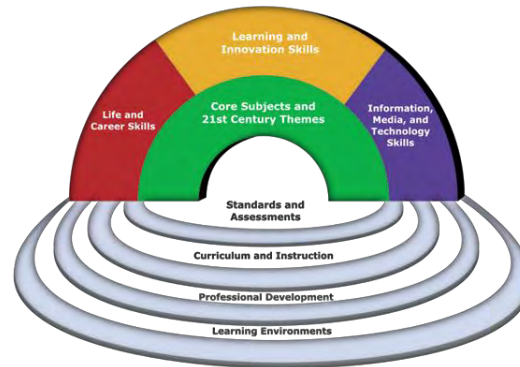 Learning and
Innovation Skills
Life and
Career Skills
Core Subjects and
21st Century Themes
Information,
Media, and
Technology
Skills
Standards and
Assessments
Curriculum and Instruction
Professional Development
Learning Environments